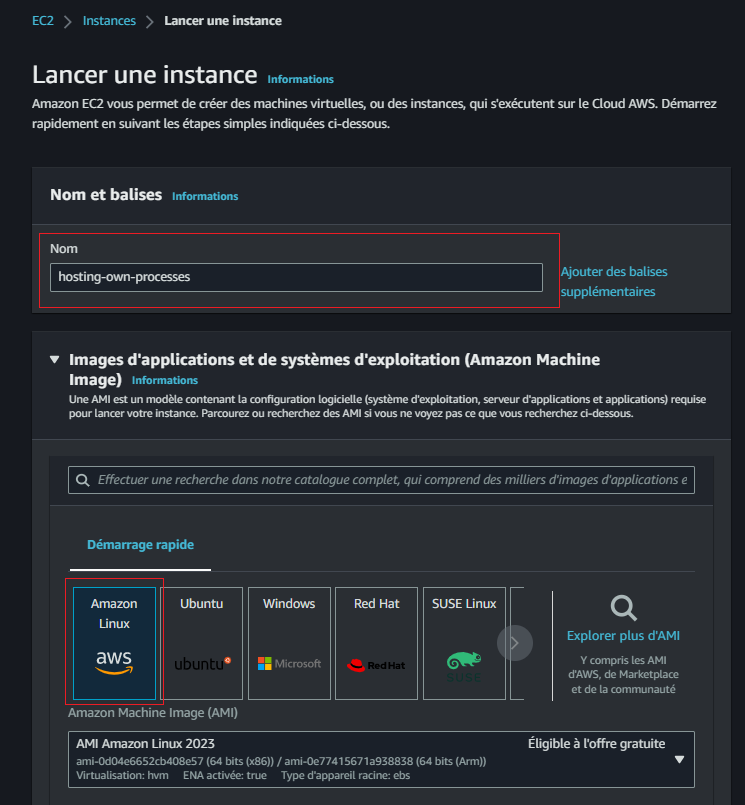 EC2 > Instances > Lancer une instance
Lancer une instance Informations
Amazon EC2 vous permet de créer des machines virtuelles, ou des instances, qui s'exécutent sur le Cloud AWS. Démarrez
rapidement en suivant les étapes simples indiquées ci-dessous.
Nom et balises Informations
Nom
hosting-own-processes
Ajouter des balises
supplémentaires
Images d'applications et de systèmes d'exploitation (Amazon Machine
Image) Informations
Une AMI est un modèle contenant la configuration logicielle (système d'exploitation, serveur d'applications et applications) requise
pour lancer votre instance. Parcourez ou recherchez des AMI si vous ne voyez pas ce que vous recherchez ci-dessous.
Effectuer une recherche dans notre catalogue complet, qui comprend des milliers d'images d'applications e
Démarrage rapide
Amazon
Linux
aws
Ubuntu
ubuntu
Windows
Microsoft
Red Hat
Red Hat
SUSE Linux
SUSE
Explorer plus d'AMI
Y compris les AMI
d'AWS, de Marketplace
et de la communauté
Amazon Machine Image (AMI)
AMI Amazon Linux 2023 Éligible à l'offre gratuite
ami-0d04e6652cb408e57 (64 bits (x86)) / ami-0e77415671a938838 (64 bits (Arm))
Virtualisation: hvm ENA activée: true Type d'appareil racine: ebs